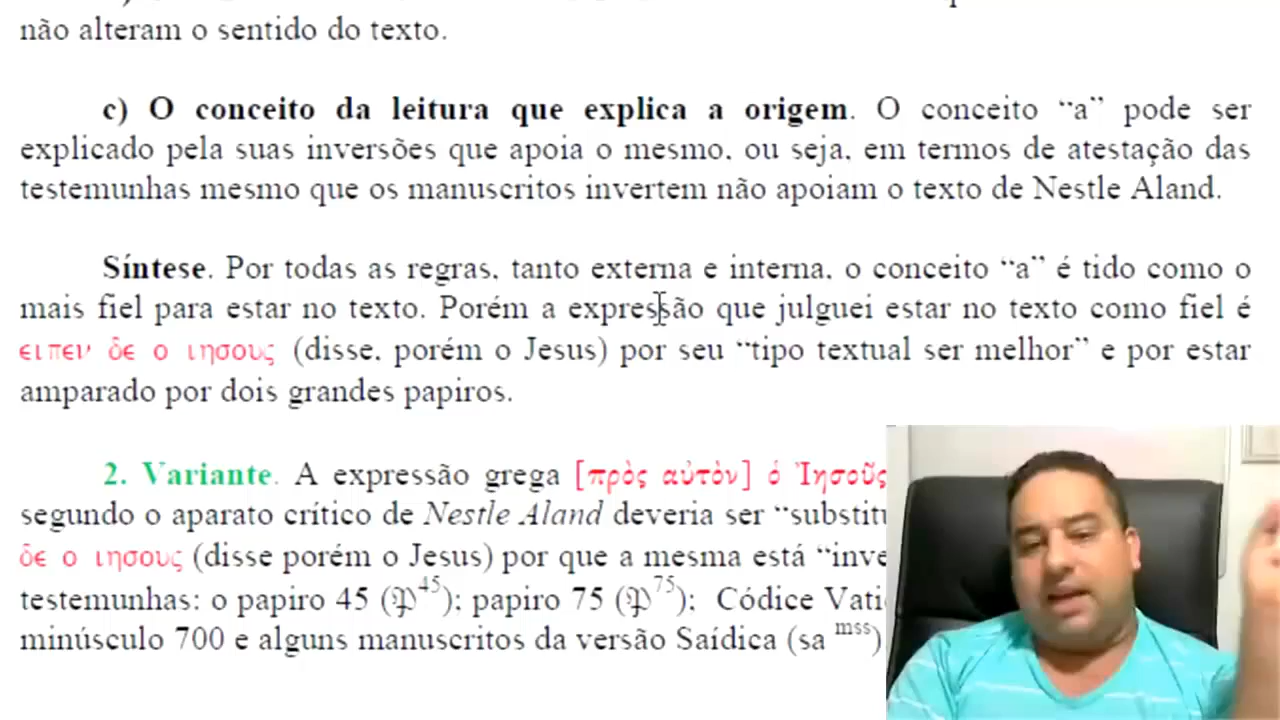 não alteram o sentido do texto.
c) O conceito da leitura que explica a origem. O conceito “a” pode ser
explicado pela suas inversões que apoia o mesmo, ou seja, em termos de atestação das
testemunhas mesmo que os manuscritos invertem não apoiam o texto de Nestle Aland.
Síntese. Por todas as regras, tanto externa e interna, o conceito “a” é tido como o
mais fiel para estar no texto. Porém a expressão que julguei estar no texto como fiel é
ειπεν δε ο ιησους (disse, porém o Jesus) por seu “tipo textual ser melhor” e por estar
amparado por dois grandes papiros.
2. Variante. A expressão grega [πρὸς αὐτὸν] ὁ Ἰησοῦς
segundo o aparato crítico de Nestle Aland deveria ser
δε ο ιησους (disse porém o Jesus) por que a mesma está
testemunhas: o papiro 45 (𝔓45); papiro 75 (𝔓75); Códice
minúsculo 700 e alguns manuscritos da versão Saídica (sa mss)